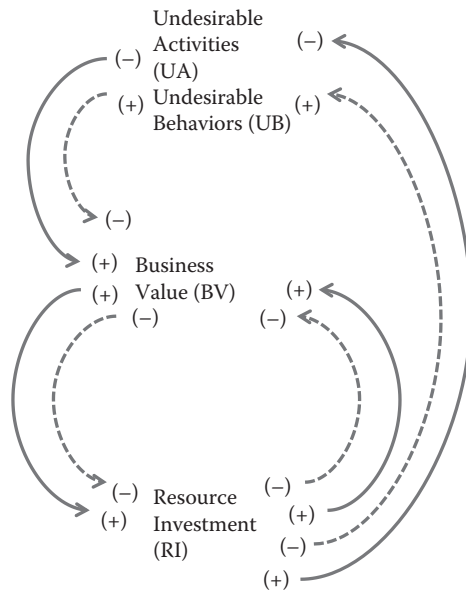 Undesirable
Activities
(UA)
(–)
(–)
(+)
Undesirable
Behaviors (UB)
(+)
(–)
(+)
Business
Value (BV)
(+)
(+)
(–)
(–)
(–)
(+)
Resource
Investment
(RI)
(–)
(+)
(–)
(+)